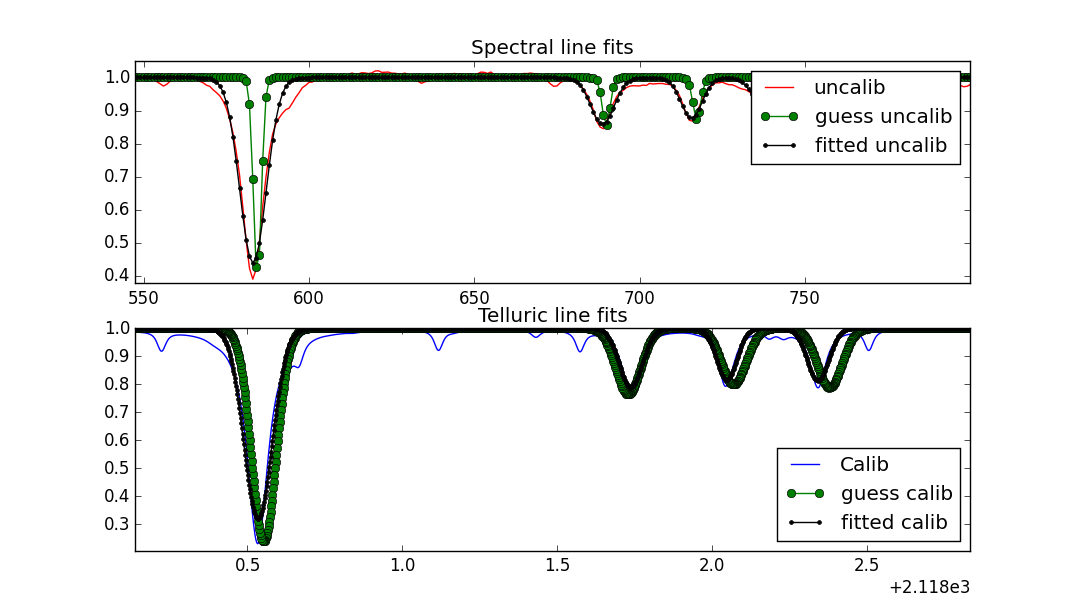 Spectral line fits
1.0
0.9
0.8
0.7
0.6
0.5
0.4
uncalib
guess uncalib
fitted uncalib
550 600 650 700 750
Telluric line fits
1.0
0.9
0.8
0.7
0.6
0.5
0.4
0.3
Calib
guess calib
fitted calib
0.5 1.0 1.5 2.0 2.5
+2.118e3